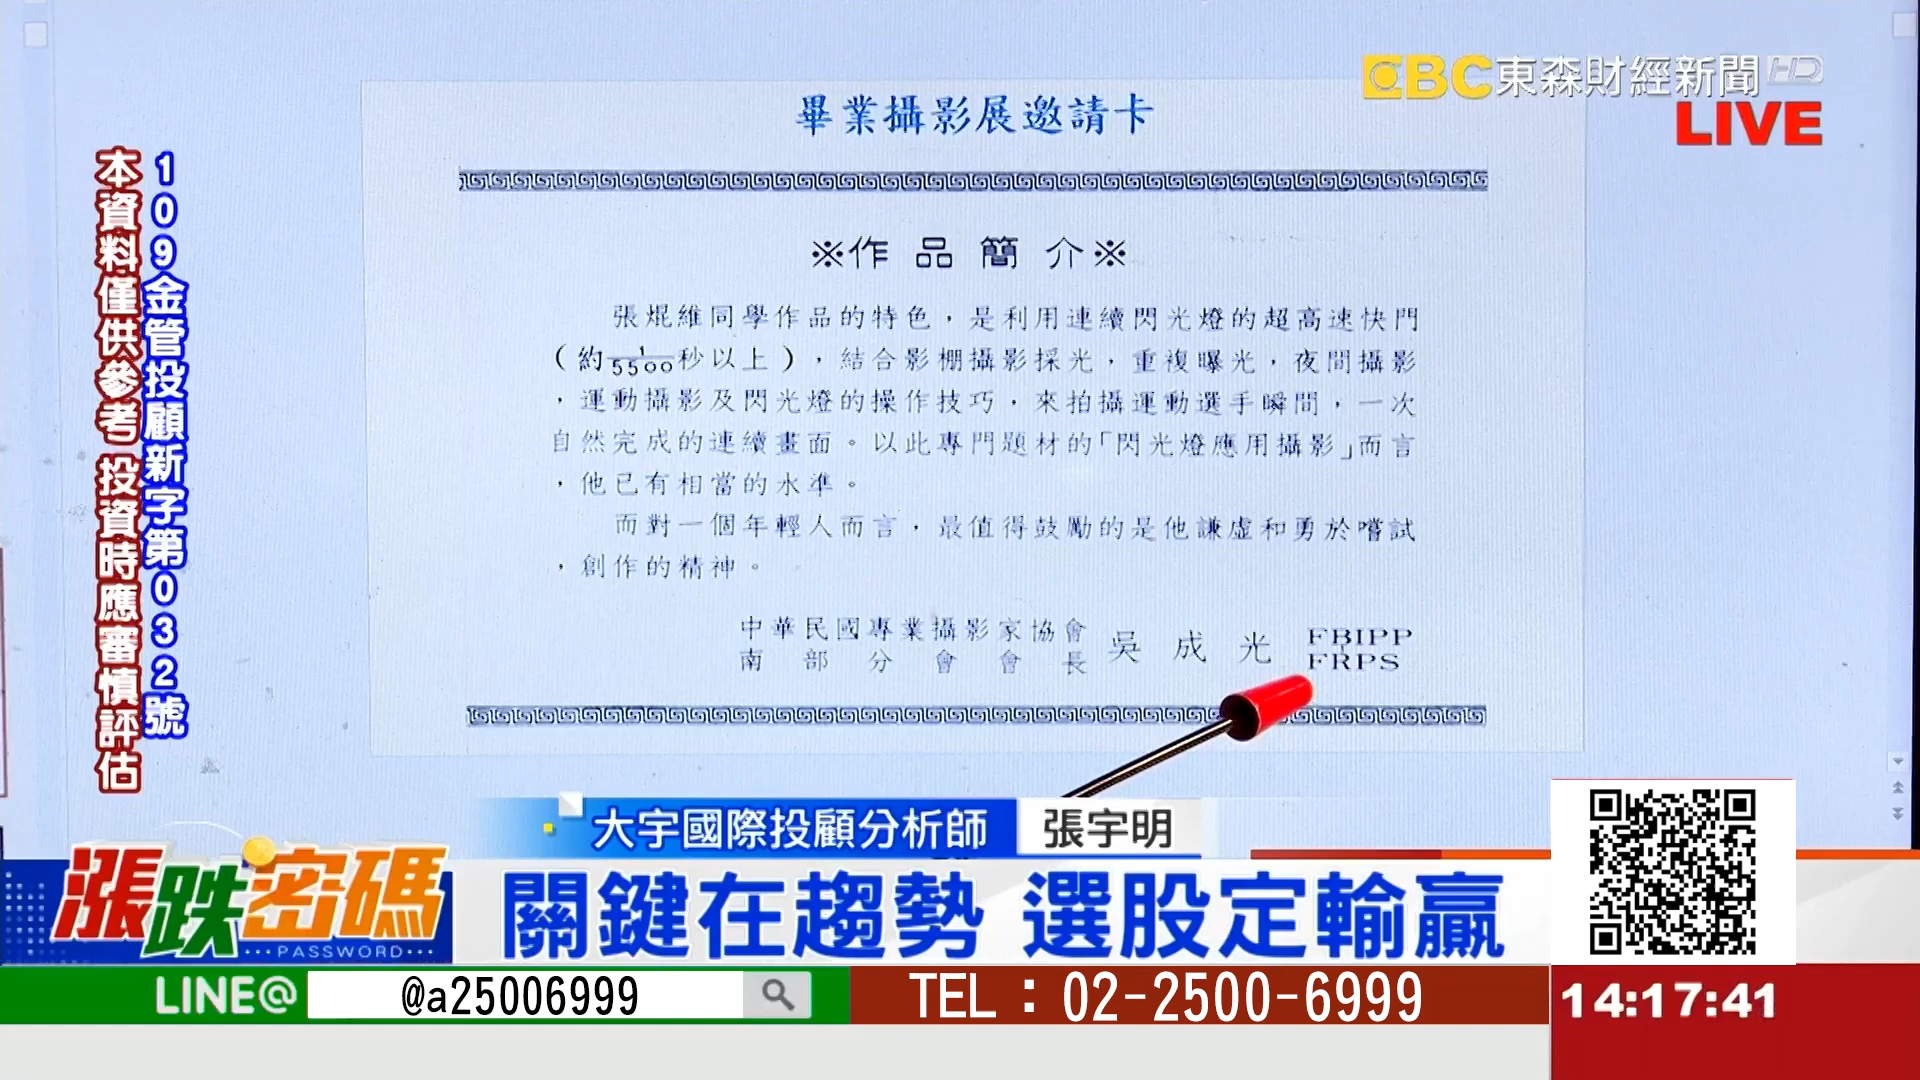 EBC東森財經新聞HD
LIVE
畢業攝影展邀請卡
109金管投顧新字第032號
本資料僅供參考 投資時應審慎評估
※作品簡介※
張焜維同學作品的特色，是利用連續閃光燈的超高速快門
（約1/5500秒以上），結合影棚攝影採光，重複曝光，夜間攝影
，運動攝影及閃光燈的操作技巧，來拍攝運動選手瞬間，一次
自然完成的連續畫面。以此專門題材的「閃光燈應用攝影」而言
，他已有相當的水準。
而對一個年輕人而言，最值得鼓勵的是他謙虛和勇於嚐試
，創作的精神。
中華民國專業攝影家協會
南部分會會長
吳成光
FBIPP
FRPS
大宇國際投顧分析師 張宇明
漲跌密碼
PASSWORD
關鍵在趨勢 選股定輸贏
LINE@ @a25006999
TEL：02-2500-6999
14:17:41